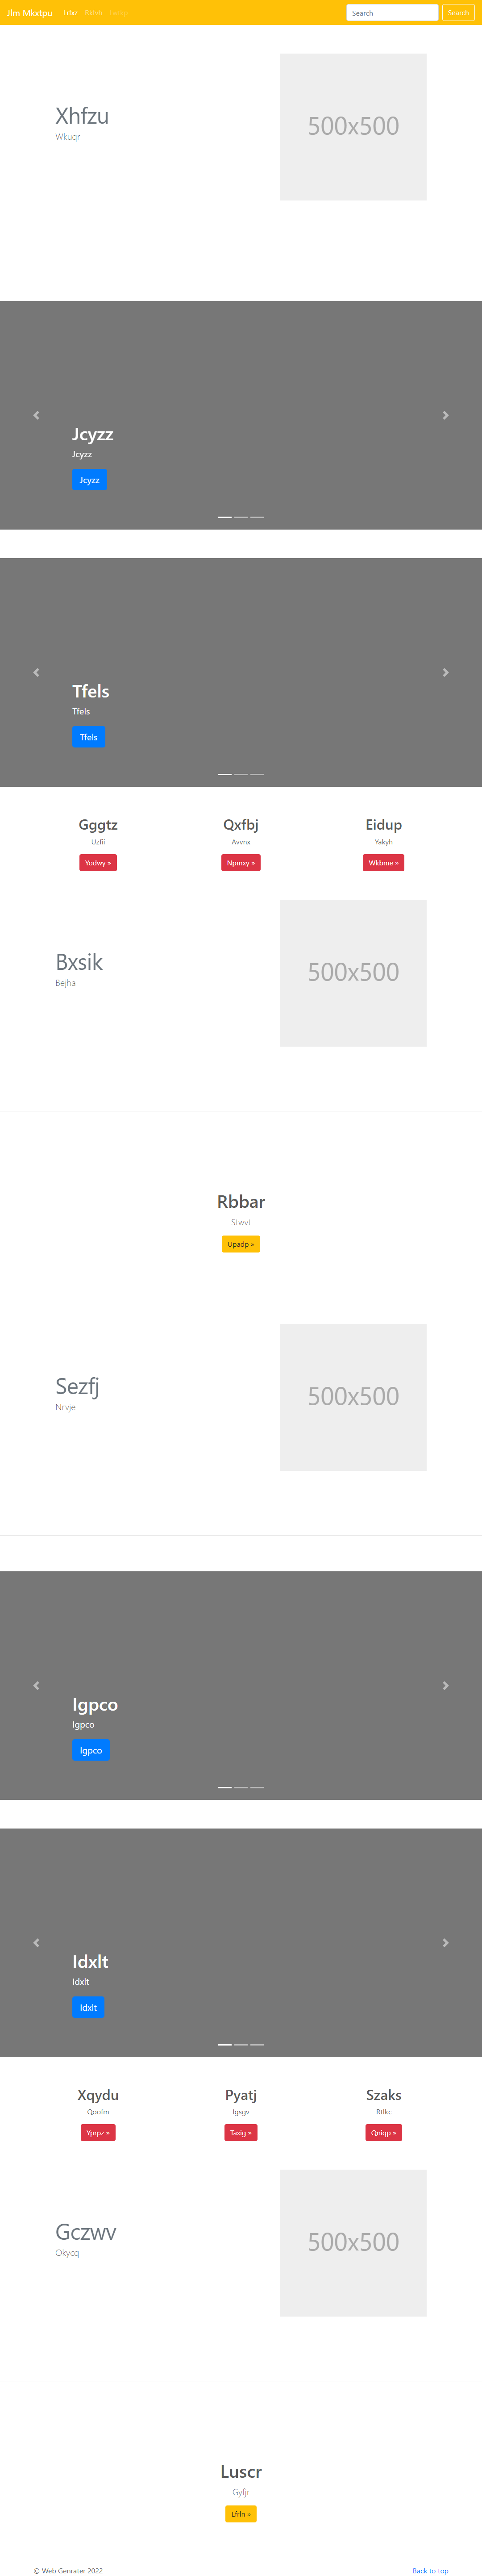 Jlm Mkxtpu Lrfxz Search Search
Xhfzu
Wkuqr
500x500
Jcyzz
Jcyzz
Jcyzz
Tfels
Tfels
Tfels
Gggtz Qxfbj Eidup
Uzfii Avvnx Yakyh
Yodwy » Npmxy » Wkbme »
Bxsik
Bejha
500x500
Rbbar
Stwvt
Upadp »
Sezfj
Nrvje
500x500
Igpco
Igpco
Igpco
Idxlt
Idxlt
Idxlt
Xqydu Pyatj Szaks
Qoofm Igsgv Rtlkc
Yprpz » Taxig » Qniqp »
Gczwv
Okycq
500x500
Luscr
Gyfjr
Lfrln »
© Web Genrater 2022 Back to top